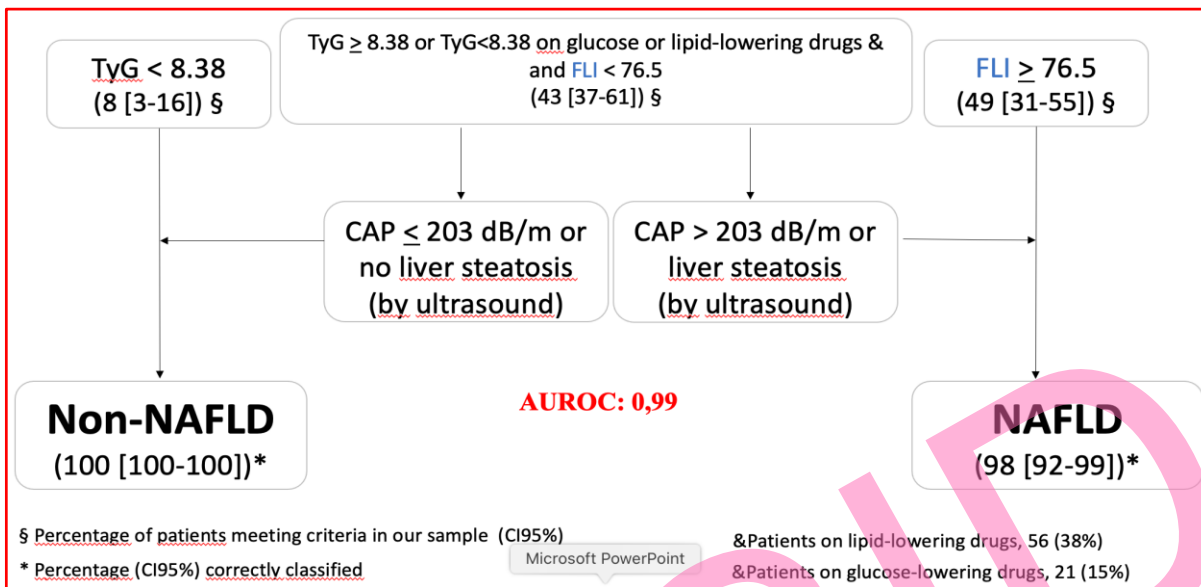 TyG < 8.38
(8 [3-16]) §
TyG ≥ 8.38 or TyG<8.38 on glucose or lipid-lowering drugs &
and FLI < 76.5
(43 [37-61]) §
FLI ≥ 76.5
(49 [31-55]) §
CAP ≤ 203 dB/m or
no liver steatosis
(by ultrasound)
CAP > 203 dB/m or
liver steatosis
(by ultrasound)
Non-NAFLD
(100 [100-100])*
AUROC: 0,99
NAFLD
(98 [92-99])*
§ Percentage of patients meeting criteria in our sample (CI95%)
* Percentage (CI95%) correctly classified
Microsoft PowerPoint
&Patients on lipid-lowering drugs, 56 (38%)
&Patients on glucose-lowering drugs, 21 (15%)